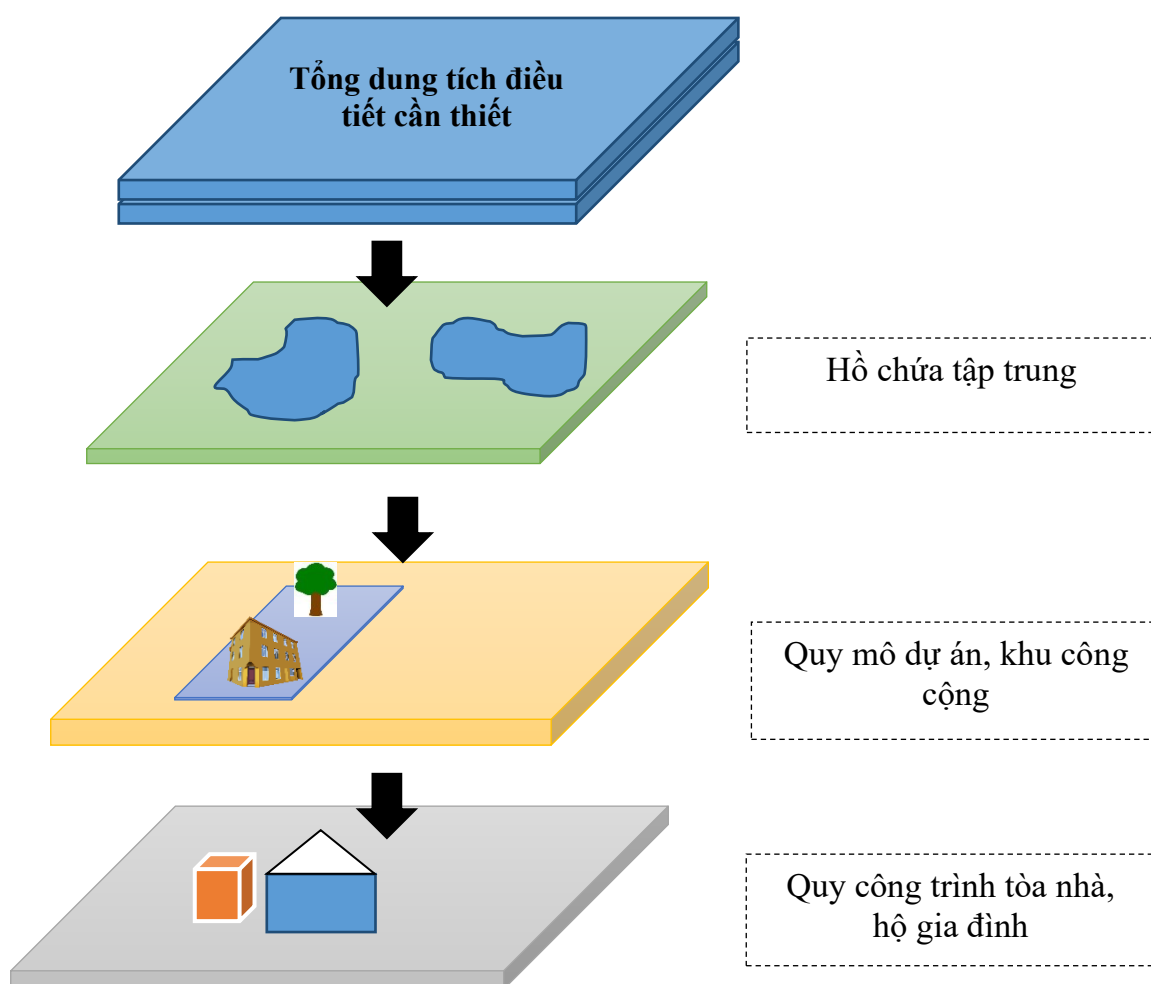 Tổng dung tích điều
tiết cần thiết
Hồ chứa tập trung
Quy mô dự án, khu công
cộng
Quy công trình tòa nhà,
hộ gia đình